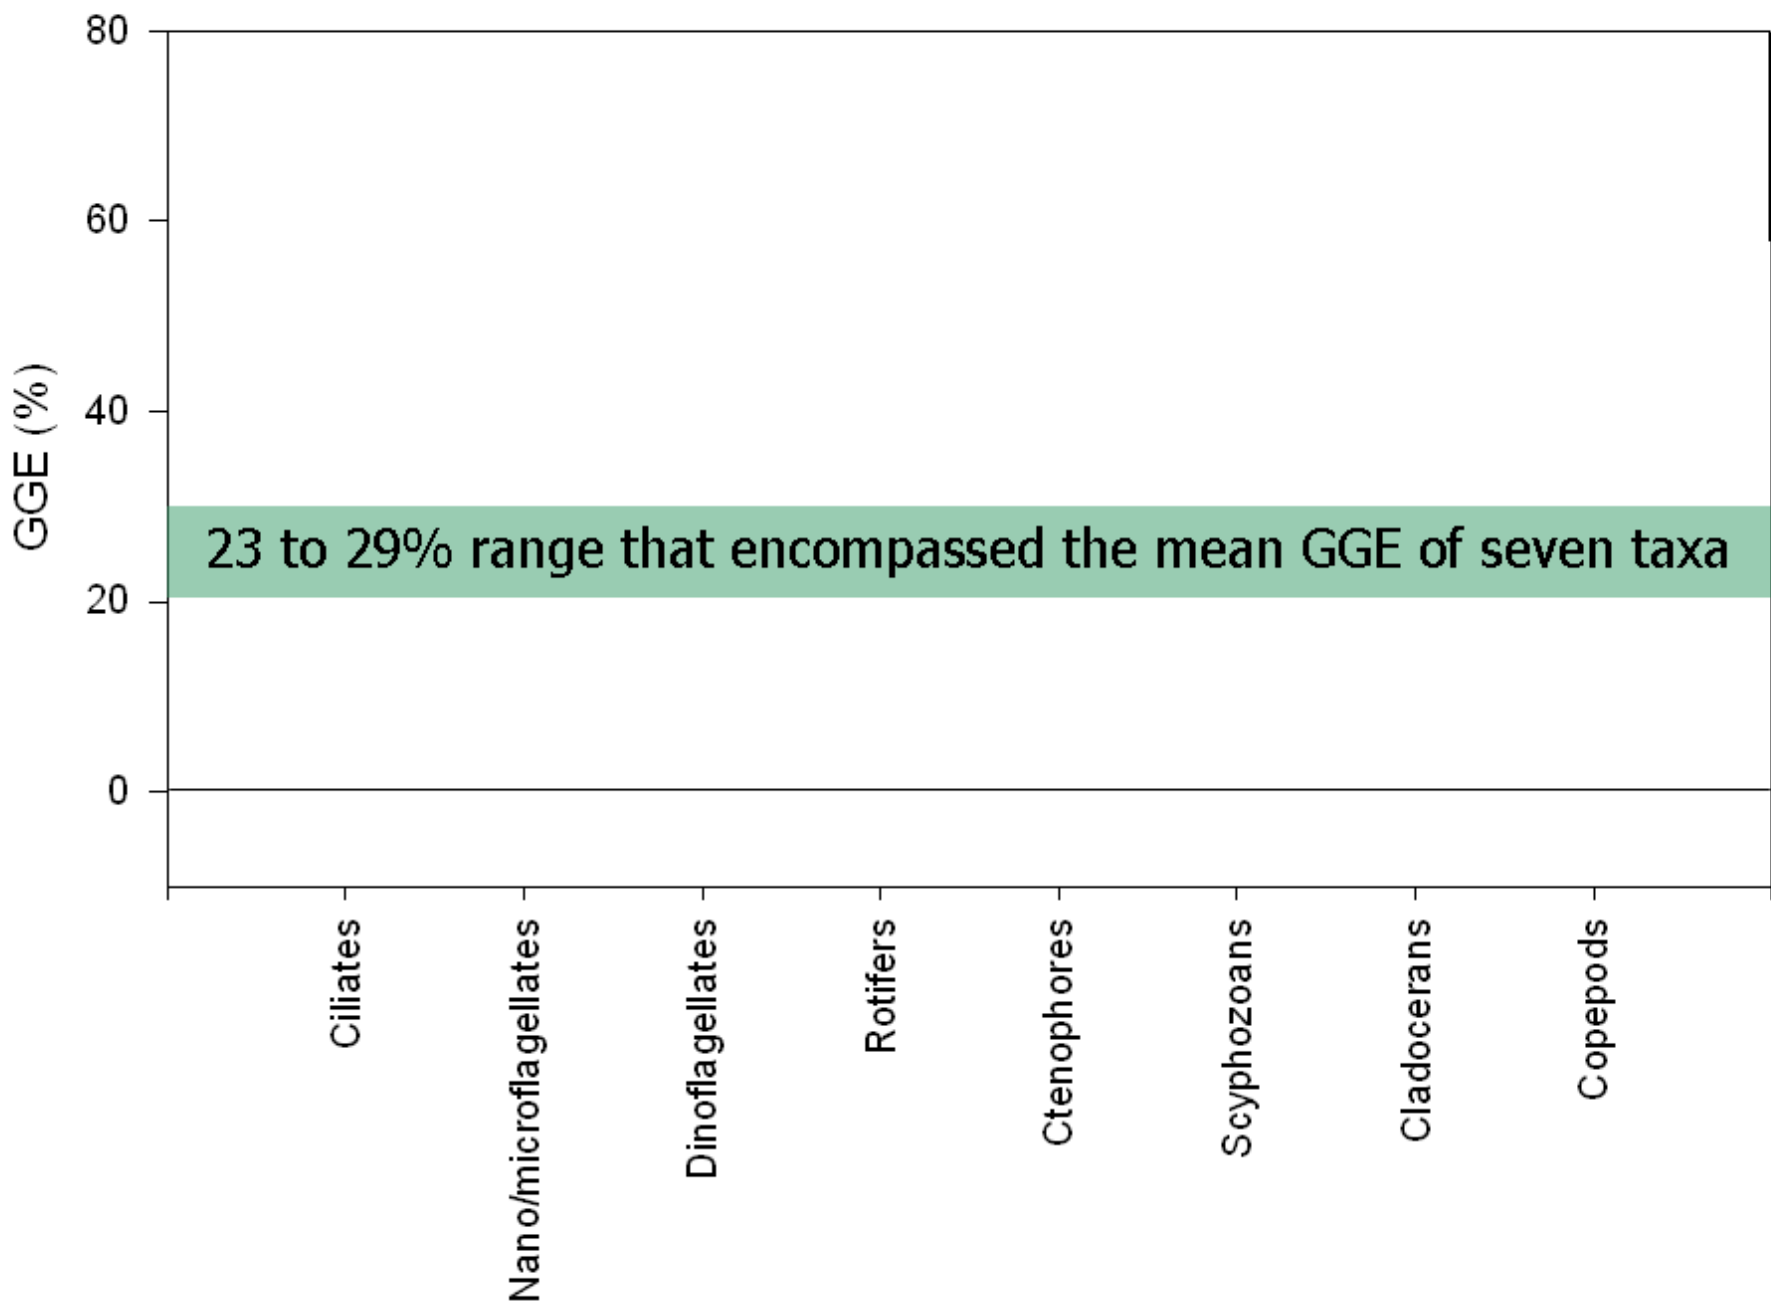 80
60
40
20
0
GGE (%)
23 to 29% range that encompassed the mean GGE of seven taxa
Ciliates
Nano/microflagellaates
Dinoflagellates
Rotifers
Ctenophores
Scyphozoans
Cladocerans
Copepods